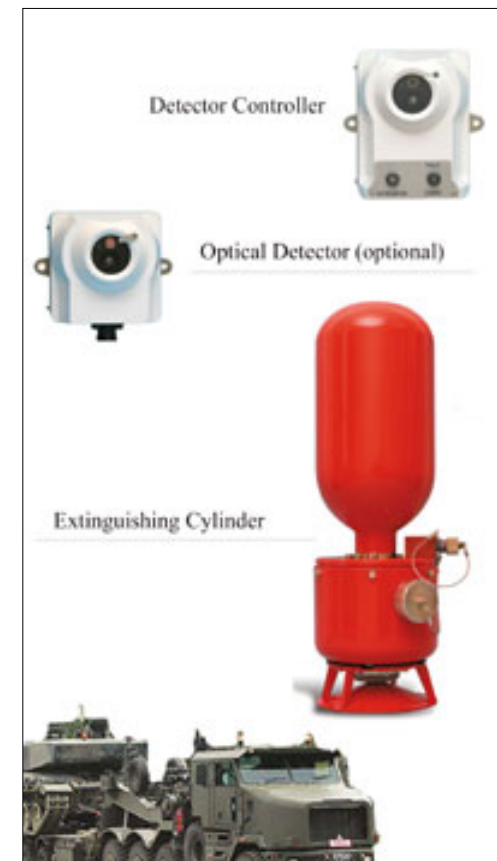 Detector Controller
Optical Detector (optional)
Extinguishing Cylinder